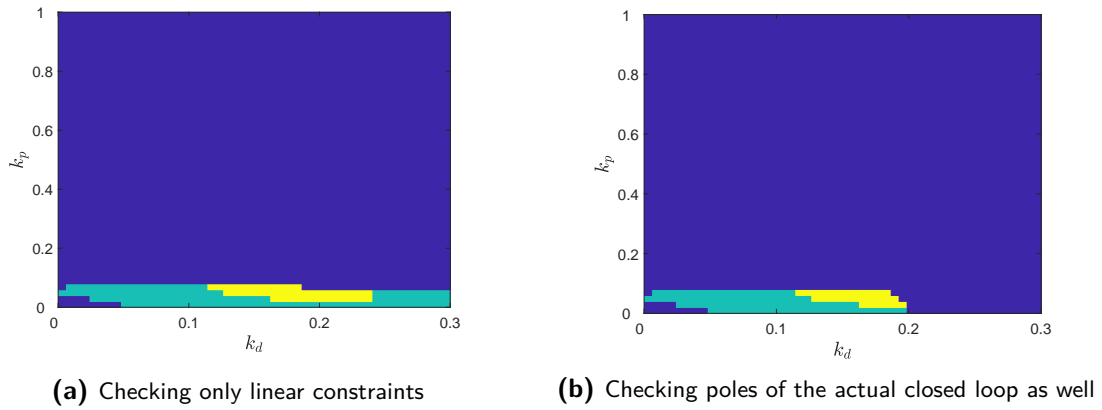 1
0.8
0.6
k_p
0.4
0.2
0
0 0.1 0.2 0.3
k_d
(a) Checking only linear constraints
1
0.8
0.6
k_p
0.4
0.2
0
0 0.1 0.2 0.3
k_d
(b) Checking poles of the actual closed loop as well